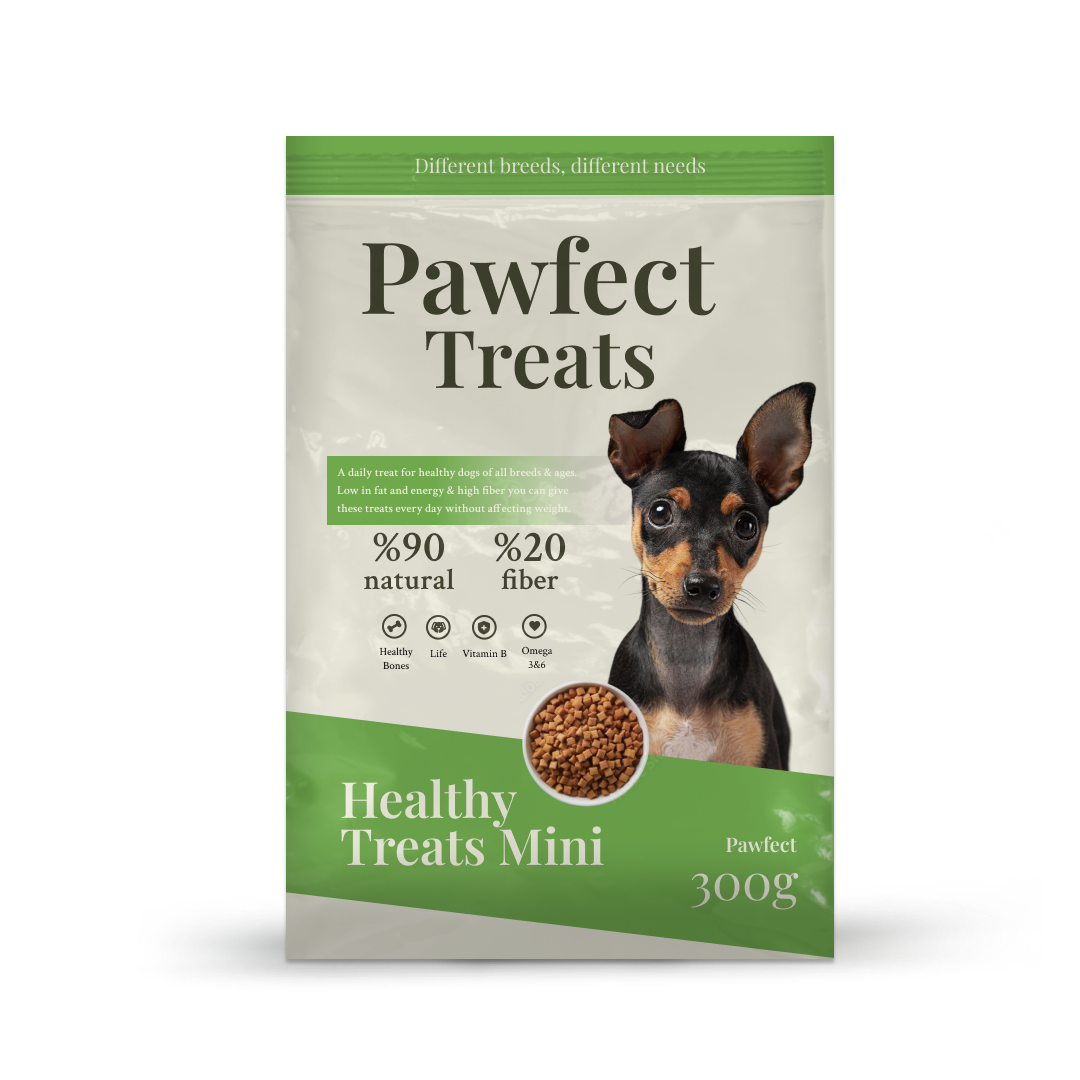 Different breeds, different needs
Pawfect
Treats
A daily treat for healthy dogs of all breeds & ages.
Low in fat and energy & high fiber you can give
these treats every day without affecting weight.
%90
natural
%20
fiber
Healthy
Bones
Life
Vitamin B
Omega
3&6
Healthy
Treats Mini
Pawfect
300g